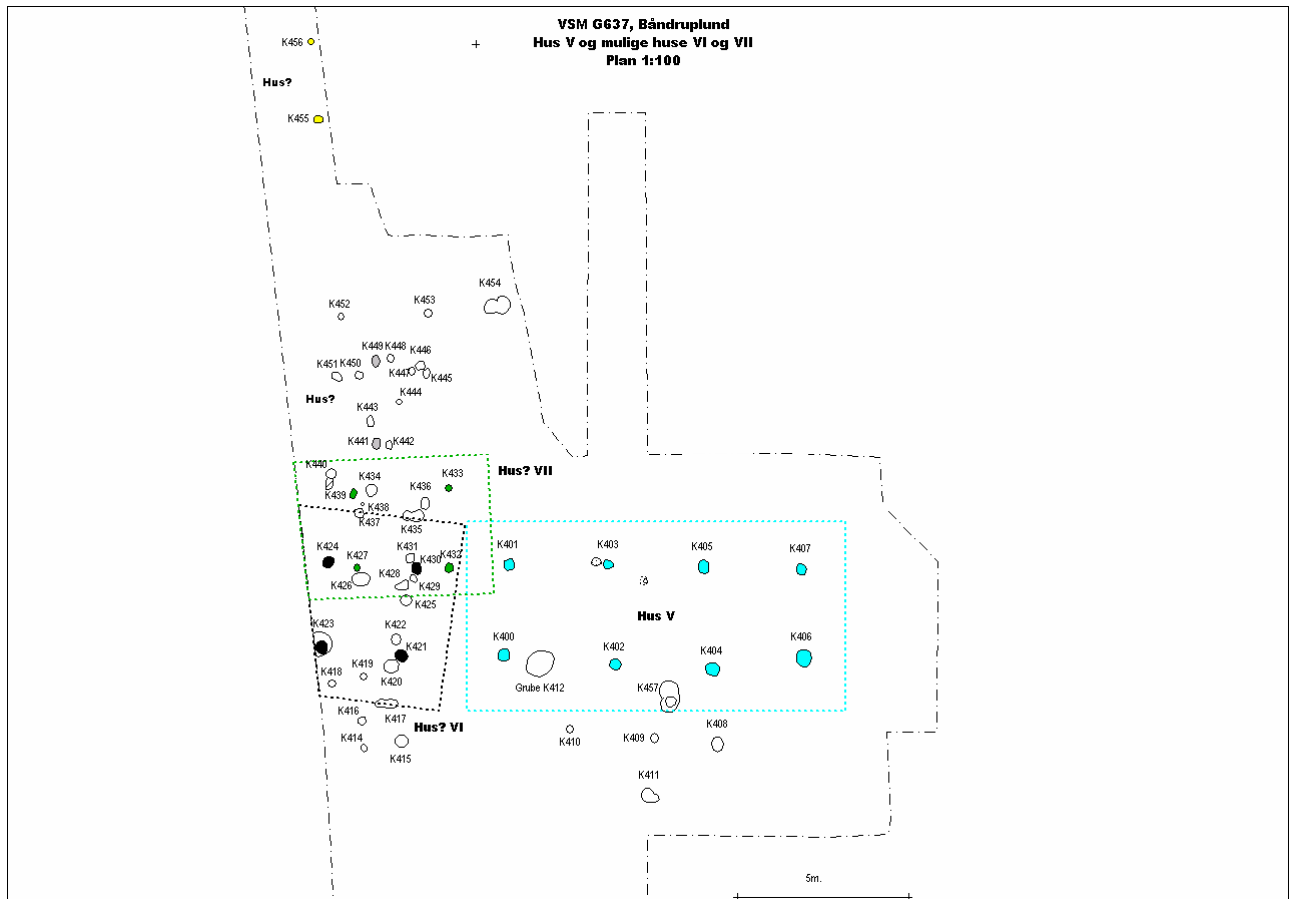 VSM G637, Båndruplund
Hus V og mulige huse VI og VII
Plan 1:100
K456
Hus?
K455
K454
K452
K453
K449 K448
K446
K451 K450
K447
K445
K444
Hus?
K443
K441
K442
K440
Hus? VII
K434
K433
K436
K439
K438
K437
K435
K424
K427
K431
K430
K432
K401
K403
K405
K407
K428
K426
K429
K425
Hus V
K423
K422
K421
K400
K402
K404
K406
K418
K419
K420
Grube K412
K457
K416
K417
Hus? VI
K414
K415
K410
K409
K408
K411
5m.